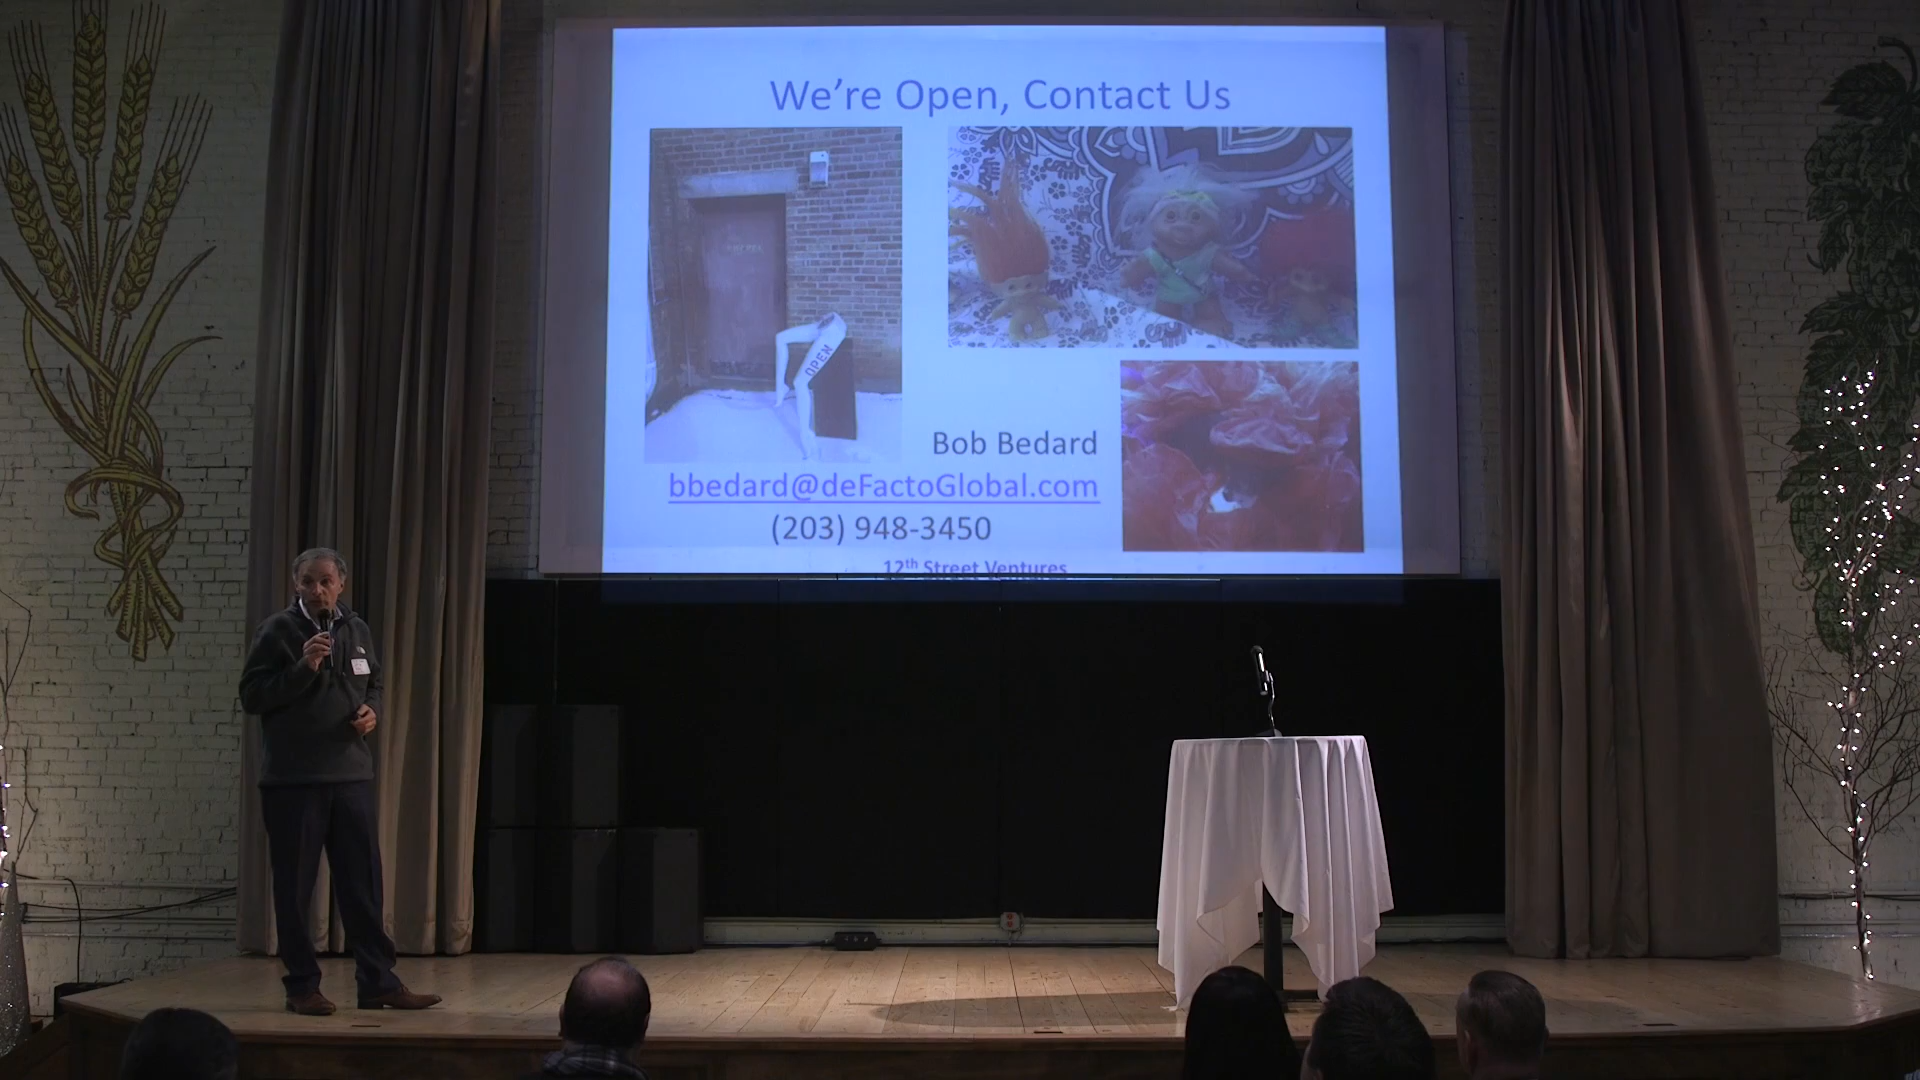 We're Open, Contact Us
OPEN
Bob Bedard
bbedard@deFactoGlobal.com
(203) 948-3450
12th Street Ventures